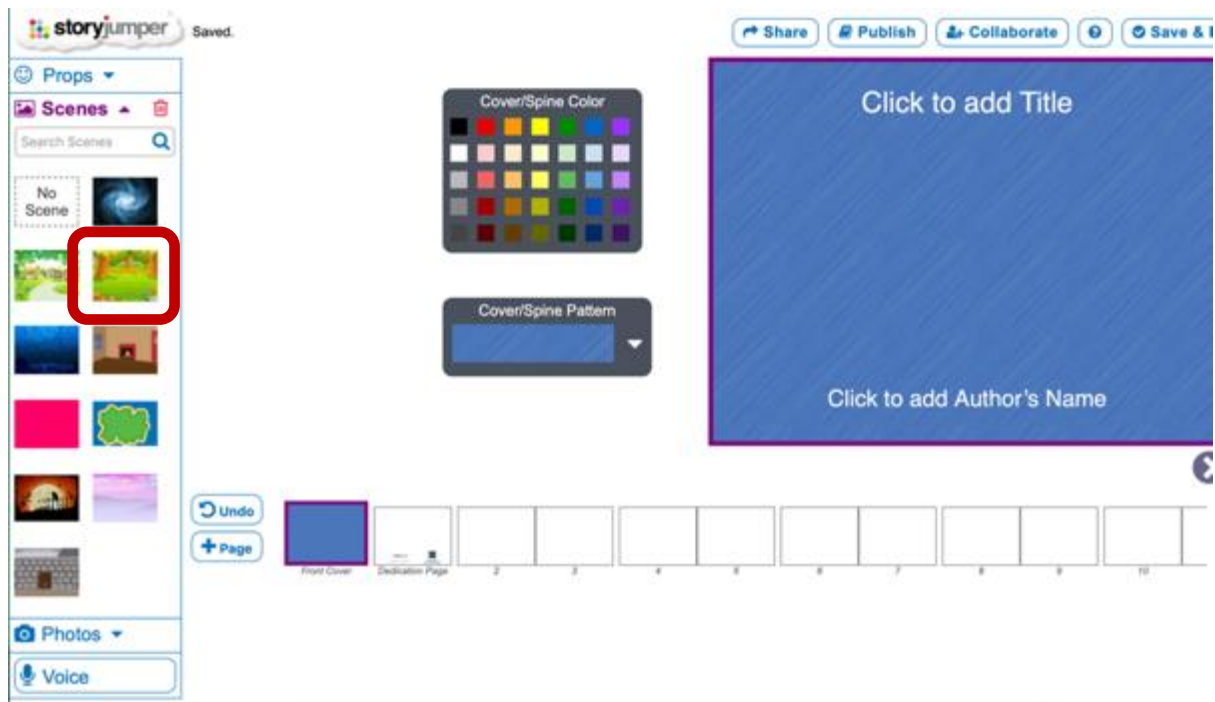 storyjumper
Saved.
Share
Publish
Collaborate
Save &
Props
Scenes
Search Scenes
No
Scene
Photos
Voice
Cover/Spine Color
Cover/Spine Pattern
Click to add Title
Click to add Author's Name
Undo
+ Page
Front Cover
Dedication Page
2
3
4
5
6
7
8
9
10